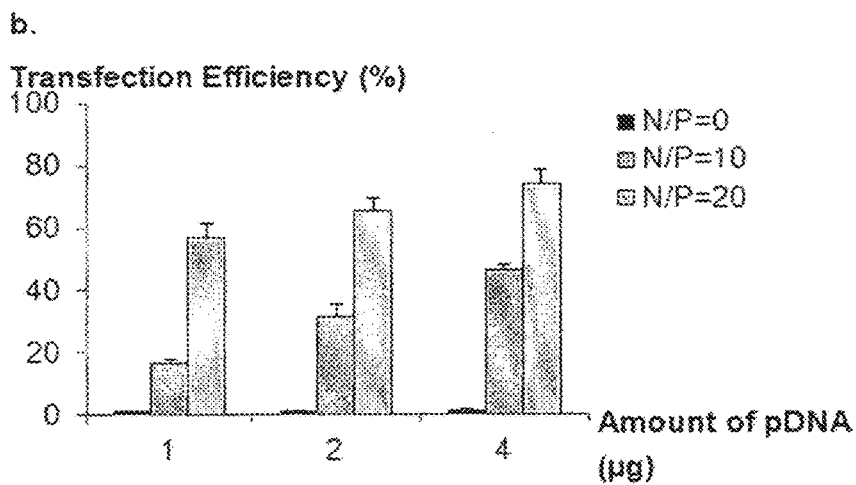 b.
Transfection Efficiency (%)
100
80
60
40
20
0
N/P=0
N/P=10
N/P=20
1 2 4
Amount of pDNA
(µg)